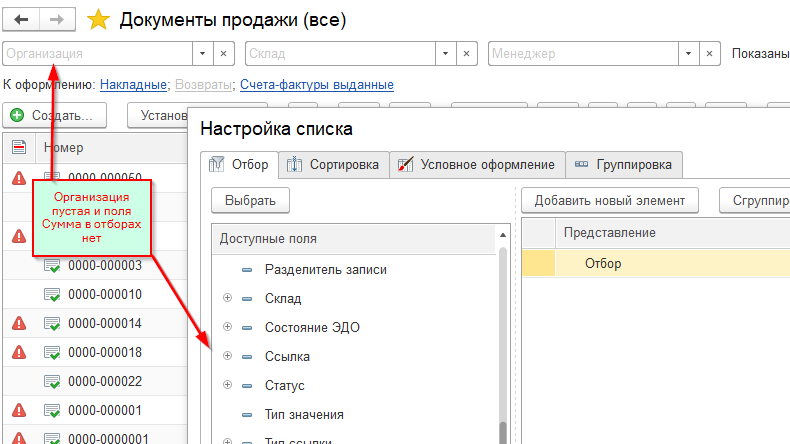 Документы продажи (все)
Организация
Склад
Менеджер
Показаны
К оформлению: Накладные; Возвраты; Счета-фактуры выданные
Создать...
Установ
Номер
0000-000050
0000-000003
0000-000010
0000-000014
0000-000018
0000-000022
0000-000001
0000-0000001
Организация
пустая и поля
Сумма в отборах
нет
Настройка списка
Отбор
Сортировка
Условное оформление
Группировка
Выбрать
Добавить новый элемент
Сгруппир
Доступные поля
Разделитель записи
Склад
Состояние ЭДО
Ссылка
Статус
Тип значения
Тип ссылки
Представление
Отбор